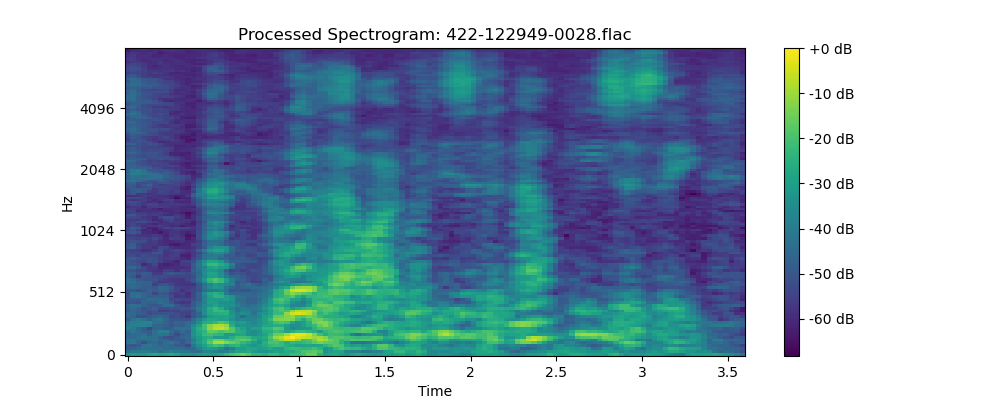 Processed Spectrogram: 422-122949-0028.flac
+0 dB
4096
-10 dB
-20 dB
2048
-30 dB
Hz
1024
-40 dB
-50 dB
512
-60 dB
0
0 0.5 1 1.5 2 2.5 3 3.5
Time